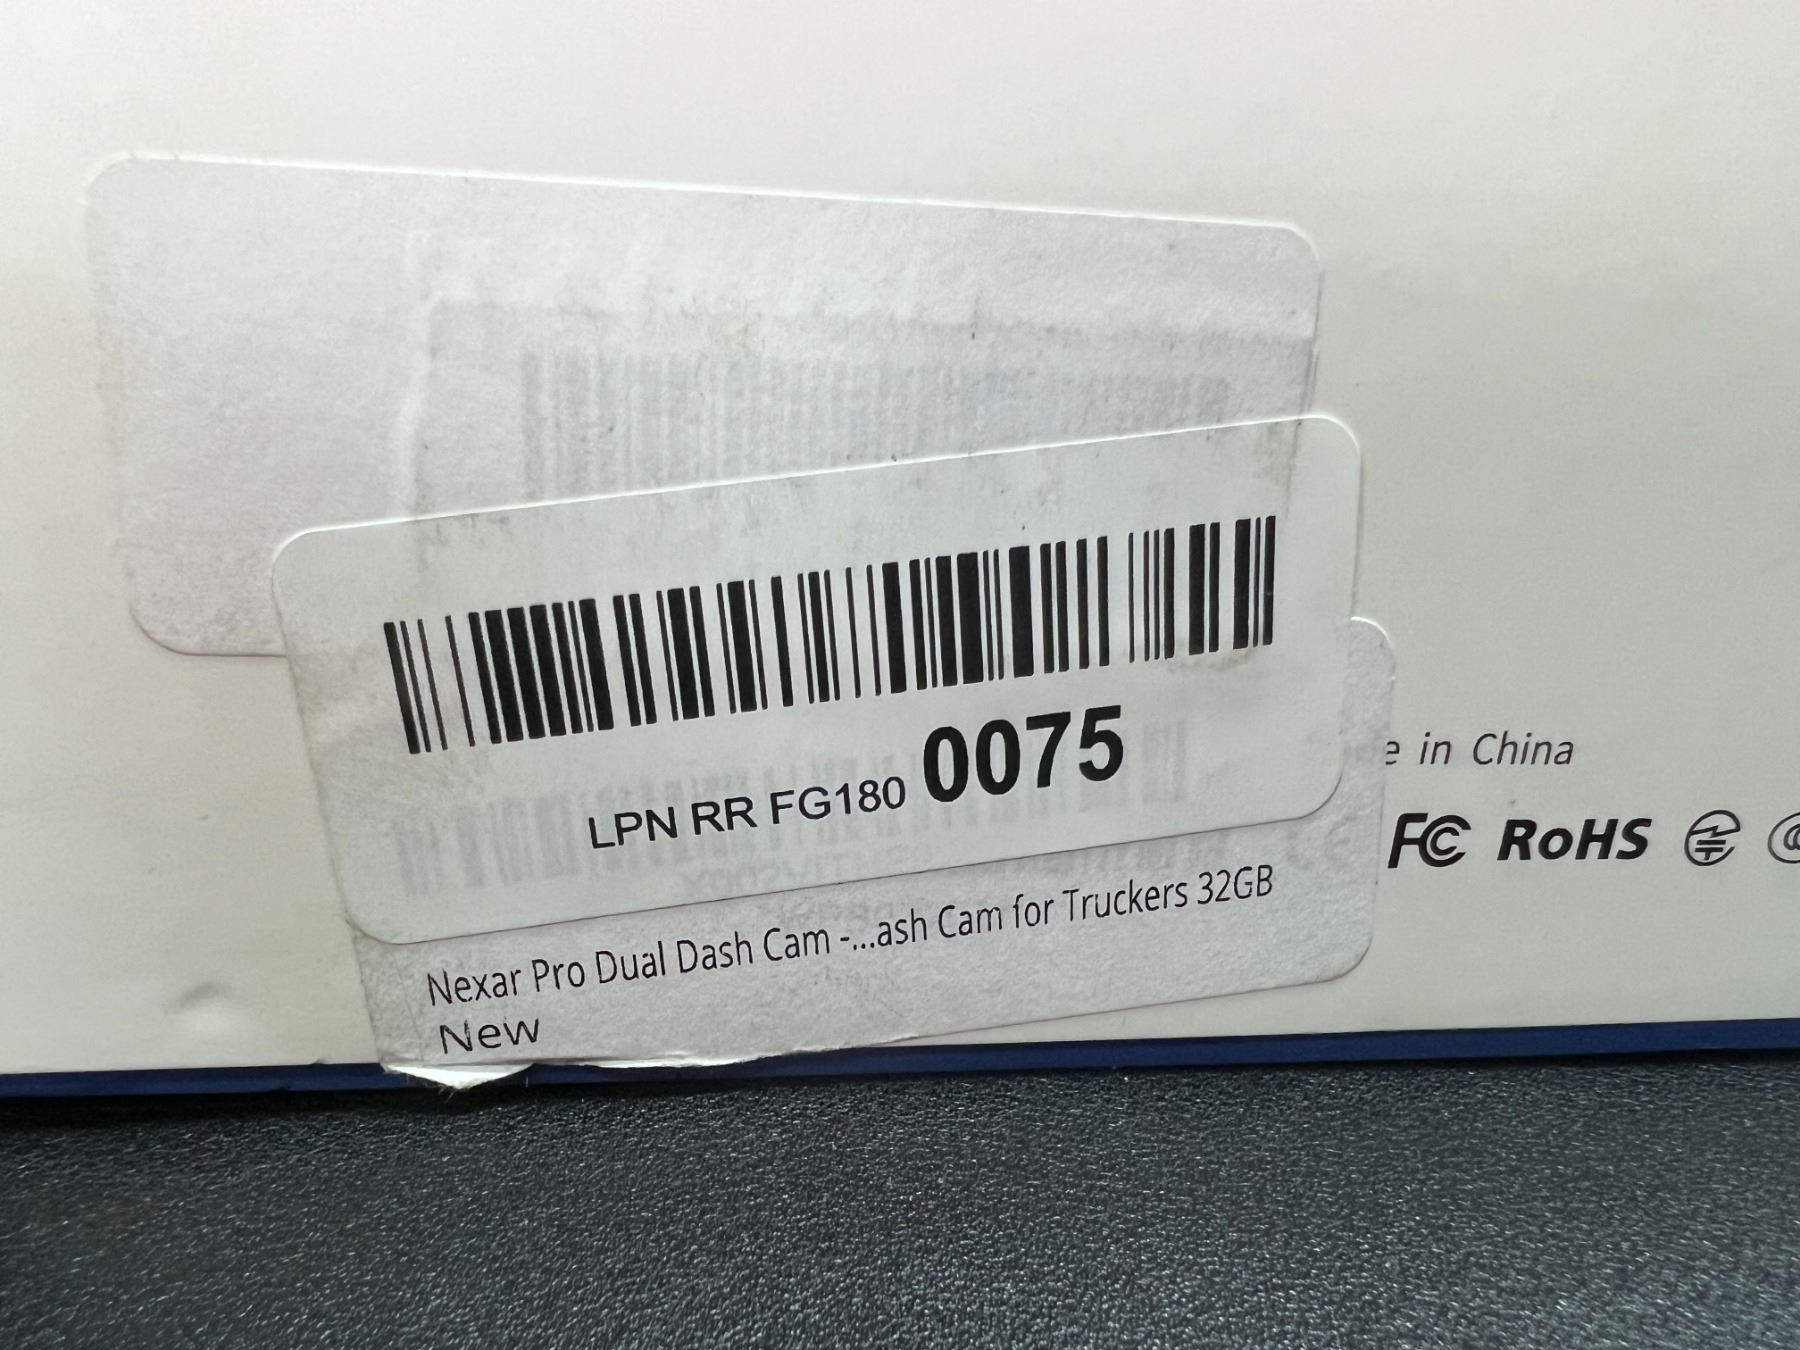 LPN RR FG180 0075
Nexar Pro Dual Dash Cam -...ash Cam for Truckers 32GB
New
e in China
FC RoHS